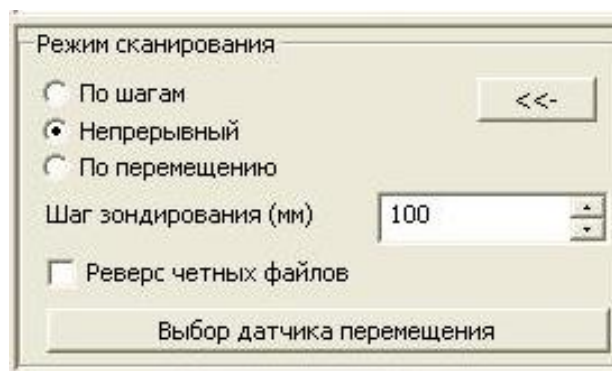 Режим сканирования
По шагам
<<-
Непрерывный
По перемещению
Шаг зондирования (мм)
100
Реверс четных файлов
Выбор датчика перемещения